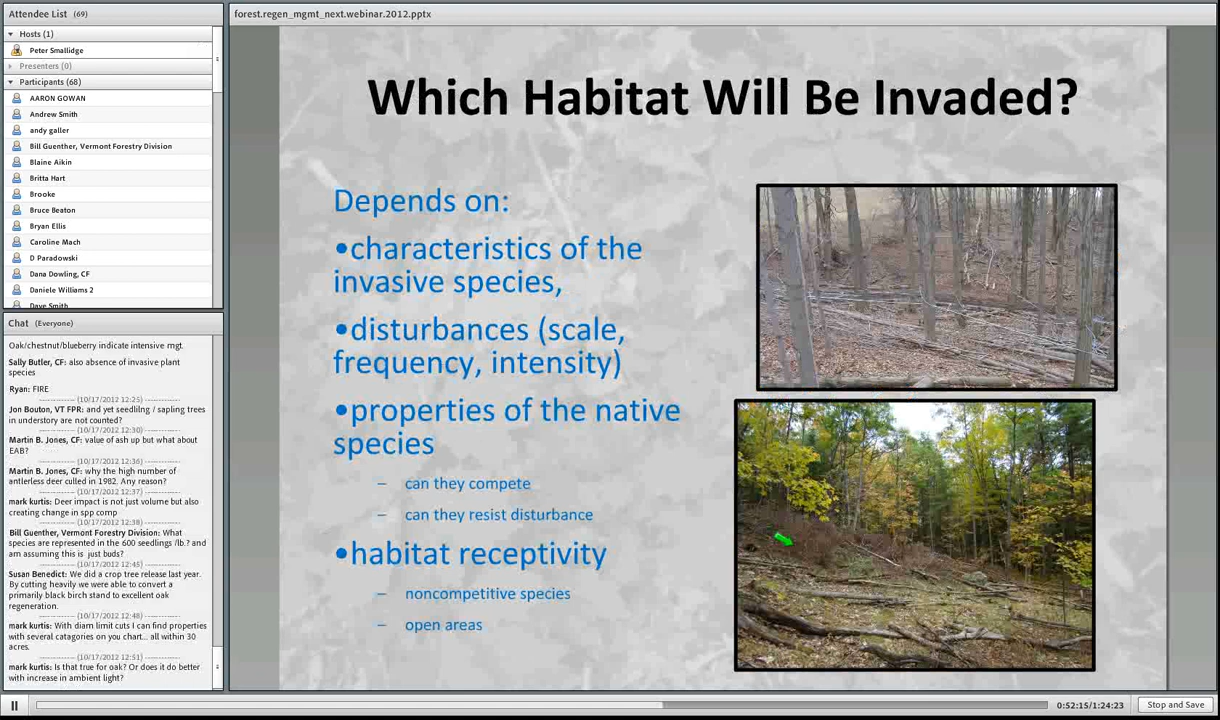 Attendee List (69)
Hosts (1)
Peter Smallidge
Presenters (0)
Participants (68)
AARON GOWAN
Andrew Smith
andy galler
Bill Guenther, Vermont Forestry Division
Blaine Aikin
Britta Hart
Brooke
Bruce Beaton
Bryan Ellis
Caroline Mach
D Paradowski
Dana Dowling, CF
Daniele Williams 2
Dave Smith
Chat (Everyone)
Oak/chestnut/blueberry indicate intensive mgt.
Sally Butler, CF: also absence of invasive plant
species
Ryan: FIRE
------------ (10/17/2012 12:25) ------------
Jon Bouton, VT FPR: and yet seedliing / sapling trees
in understory are not counted?
------------ (10/17/2012 12:30) ------------
Martin B. Jones, CF: value of ash up but what about
EAB?
------------ (10/17/2012 12:36) ------------
Martin B. Jones, CF: why the high number of
antlerless deer culled in 1982. Any reason?
------------ (10/17/2012 12:37) ------------
mark kurtis: Deer impact is not just volume but also
creating change in spp comp
------------ (10/17/2012 12:38) ------------
Bill Guenther, Vermont Forestry Division: What
species are represented in the 600 seedlings /lb.? and
am assuming this is just buds?
------------ (10/17/2012 12:45) ------------
Susan Benedict: We did a crop tree release last year.
By cutting heavily we were able to convert a
primarily black birch stand to excellent oak
regeneration.
------------ (10/17/2012 12:48) ------------
mark kurtis: With diam limit cuts I can find properties
with several catagories on you chart... all within 30
acres.
------------ (10/17/2012 12:51) ------------
mark kurtis: Is that true for oak? Or does it do better
with increase in ambient light?
forest.regen_mgmt_next.webinar.2012.pptx
Which Habitat Will Be Invaded?
Depends on:
•characteristics of the
invasive species,
•disturbances (scale,
frequency, intensity)
•properties of the native
species
– can they compete
– can they resist disturbance
•habitat receptivity
– noncompetitive species
– open areas
0:52:15/1:24:23
Stop and Save